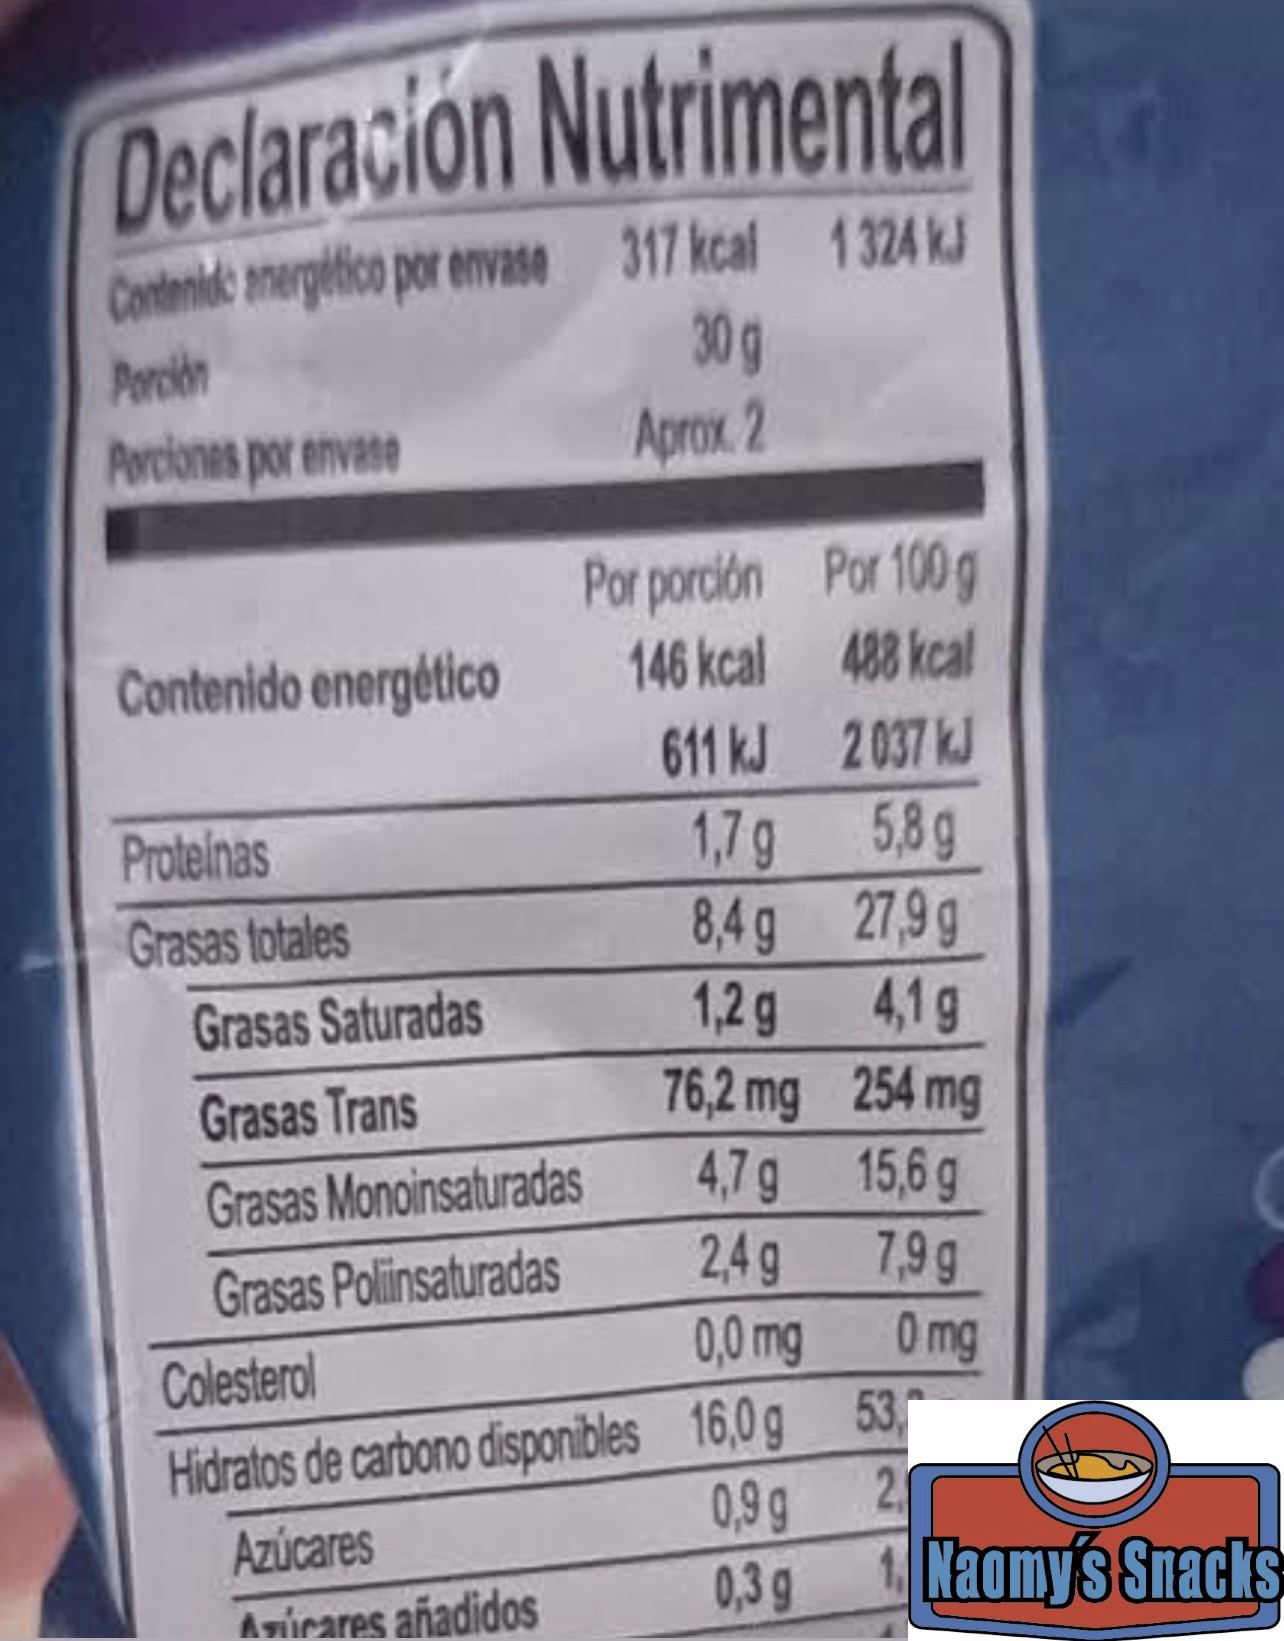 Declaración Nutrimental
Contenido energético por envase 317 kcal 1 324 kJ
Porción 30 g
Porciones por envase Aprox. 2
Por porción Por 100 g
Contenido energético 146 kcal 488 kcal
611 kJ 2 037 kJ
Proteínas 1,7 g 5,8 g
Grasas totales 8,4 g 27,9 g
Grasas Saturadas 1,2 g 4,1 g
Grasas Trans 76,2 mg 254 mg
Grasas Monoinsaturadas 4,7 g 15,6 g
Grasas Poliinsaturadas 2,4 g 7,9 g
Colesterol 0,0 mg 0 mg
Hidratos de carbono disponibles 16,0 g 53,
Azúcares 0,9 g 2,
Azúcares añadidos 0,3 g 1,
Naomy's Snacks